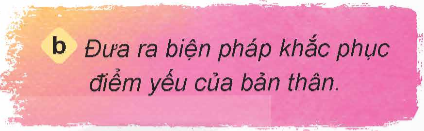 b Đưa ra biện pháp khắc phục
điểm yếu của bản thân.